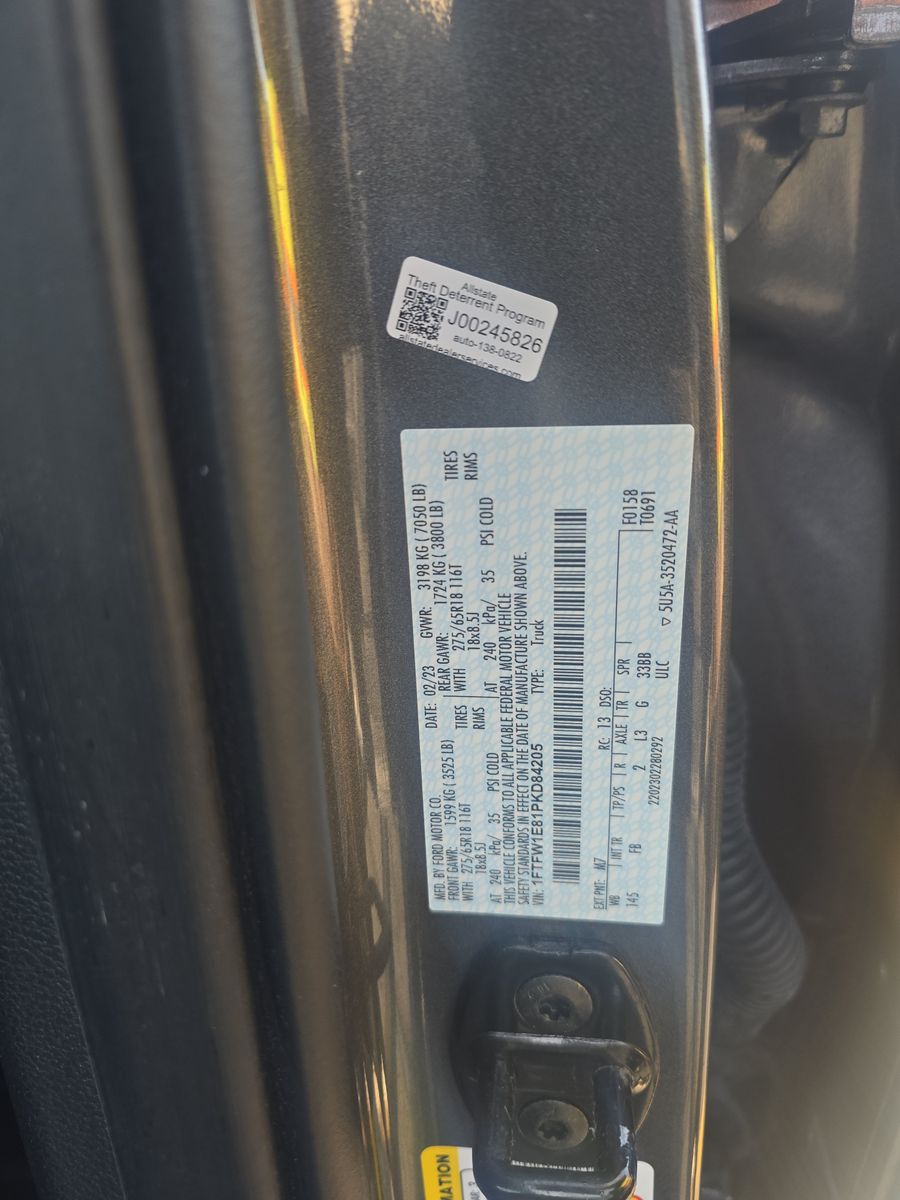 Allstate
Theft Deterrent Program
J00245826
auto-138-0822
allstatedealerservices.com
MFD. BY FORD MOTOR CO. DATE: 02/23 GVWR: 3198 KG ( 7050 LB)
FRONT GAWR: 1599 KG ( 3525 LB) REAR GAWR: 1724 KG ( 3800 LB)
WITH 275/65R18 116T TIRES WITH 275/65R18 116T TIRES
18x8.5J RIMS 18x8.5J RIMS
AT 240 kPa/ 35 PSI COLD AT 240 kPa/ 35 PSI COLD
THIS VEHICLE CONFORMS TO ALL APPLICABLE FEDERAL MOTOR VEHICLE
SAFETY STANDARDS IN EFFECT ON THE DATE OF MANUFACTURE SHOWN ABOVE.
VIN: 1FTFW1E81PKD84205 TYPE: Truck
EXT PNT: M7 RC: 13 DSO: F0158
WB INT TR TP/PS R AXLE TR SPR T0691
145 FB 2 L3 G 33BB
2202302280292 ULC ▽ 5U5A-3520472-AA
MATION